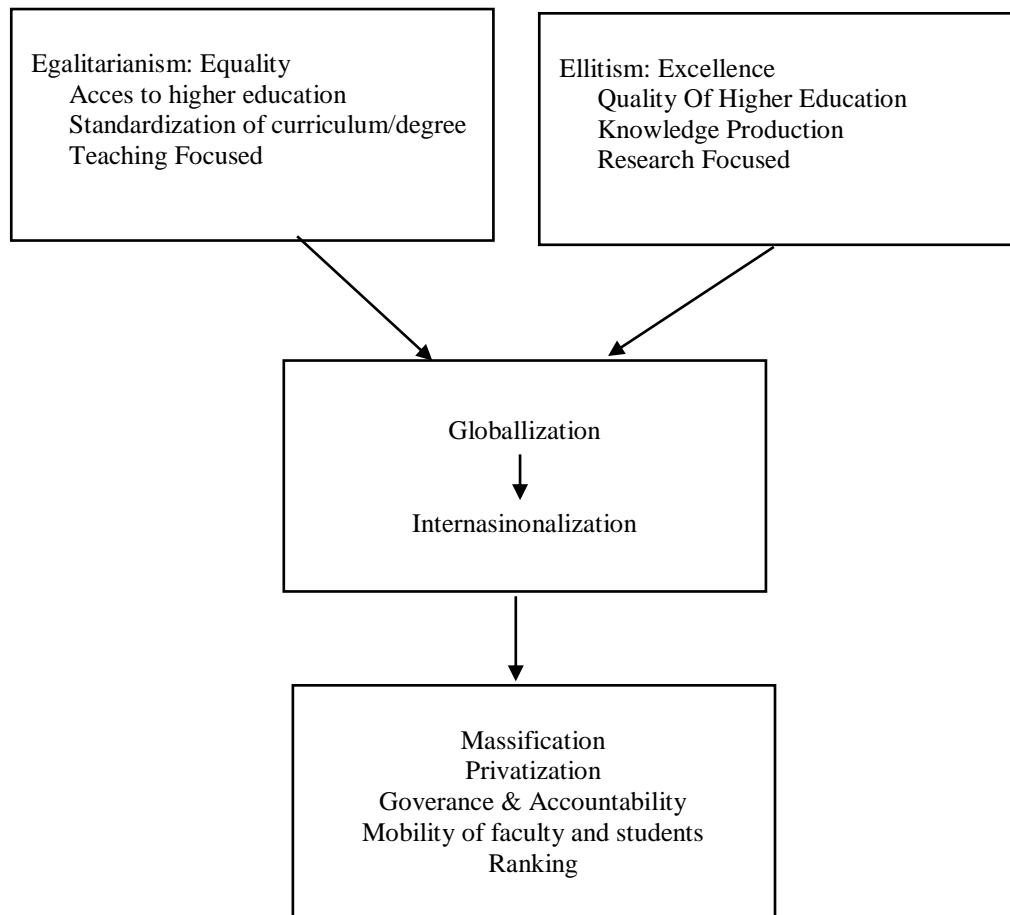 Egalitarianism: Equality
Acces to higher education
Standardization of curriculum/degree
Teaching Focused
Ellitism: Excellence
Quality Of Higher Education
Knowledge Production
Research Focused
Globallization
Internasinonalization
Massification
Privatization
Goverance & Accountability
Mobility of faculty and students
Ranking